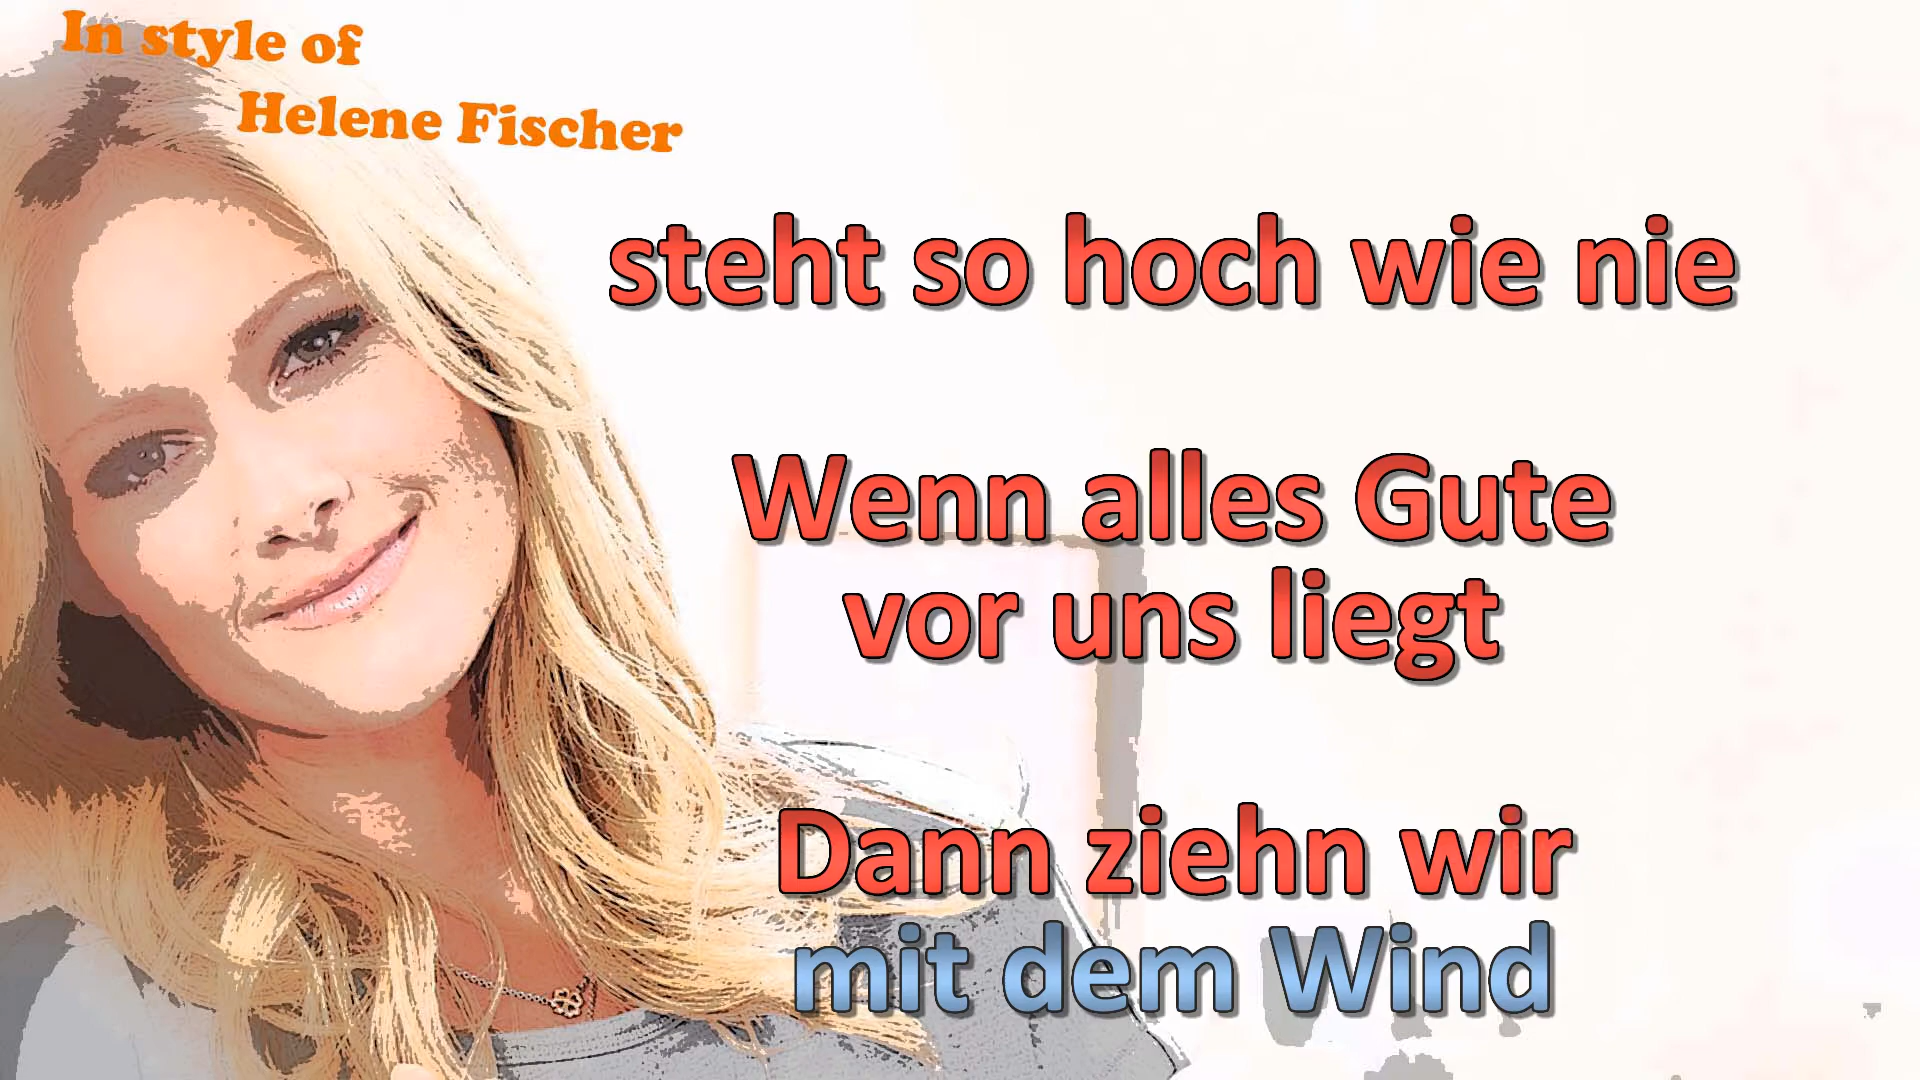 In style of
Helene Fischer
steht so hoch wie nie
Wenn alles Gute
vor uns liegt
Dann ziehn wir
mit dem Wind